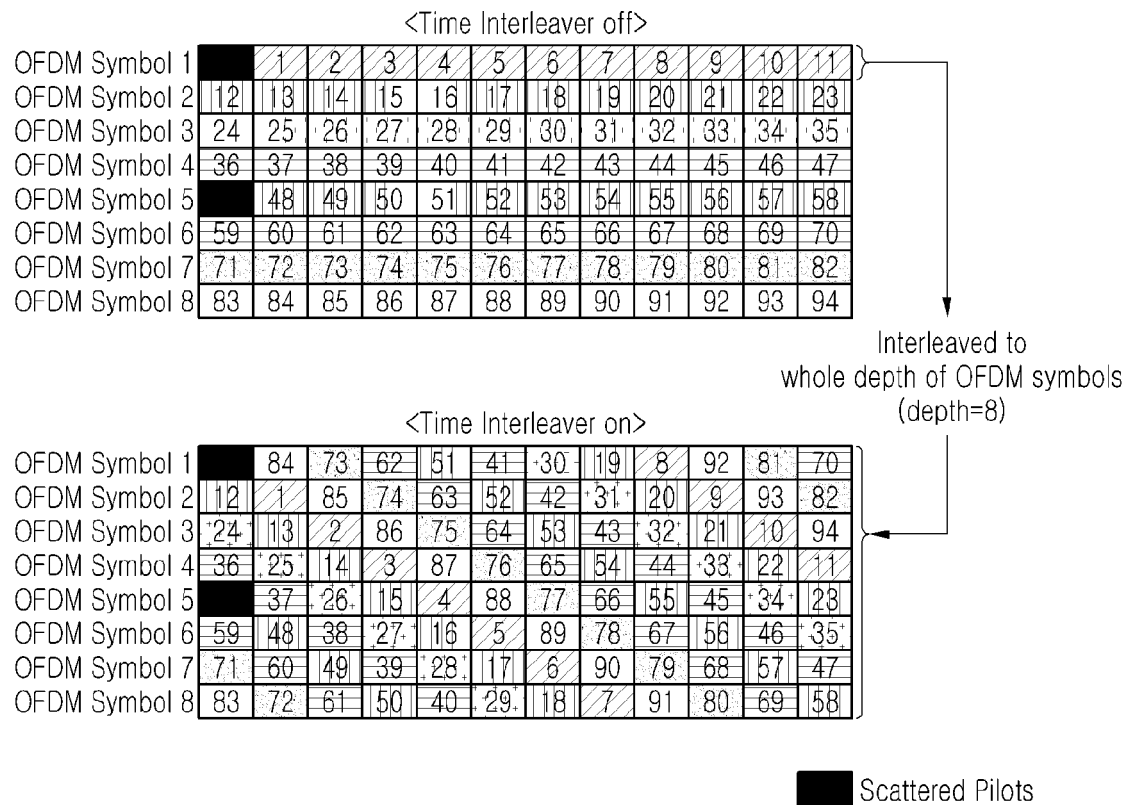 <Time Interleaver off>
OFDM Symbol 1 1 2 3 4 5 6 7 8 9 10 11
OFDM Symbol 2 12 13 14 15 16 17 18 19 20 21 22 23
OFDM Symbol 3 24 25 26 27 28 29 30 31 32 33 34 35
OFDM Symbol 4 36 37 38 39 40 41 42 43 44 45 46 47
OFDM Symbol 5 48 49 50 51 52 53 54 55 56 57 58
OFDM Symbol 6 59 60 61 62 63 64 65 66 67 68 69 70
OFDM Symbol 7 71 72 73 74 75 76 77 78 79 80 81 82
OFDM Symbol 8 83 84 85 86 87 88 89 90 91 92 93 94
Interleaved to
whole depth of OFDM symbols
(depth=8)
<Time Interleaver on>
OFDM Symbol 1 84 73 62 51 41 30 19 8 92 81 70
OFDM Symbol 2 12 1 85 74 63 52 42 31 20 9 93 82
OFDM Symbol 3 24 13 2 86 75 64 53 43 32 21 10 94
OFDM Symbol 4 36 25 14 3 87 76 65 54 44 33 22 11
OFDM Symbol 5 37 26 15 4 88 77 66 55 45 34 23
OFDM Symbol 6 59 48 38 27 16 5 89 78 67 56 46 35
OFDM Symbol 7 71 60 49 39 28 17 6 90 79 68 57 47
OFDM Symbol 8 83 72 61 50 40 29 18 7 91 80 69 58
Scattered Pilots